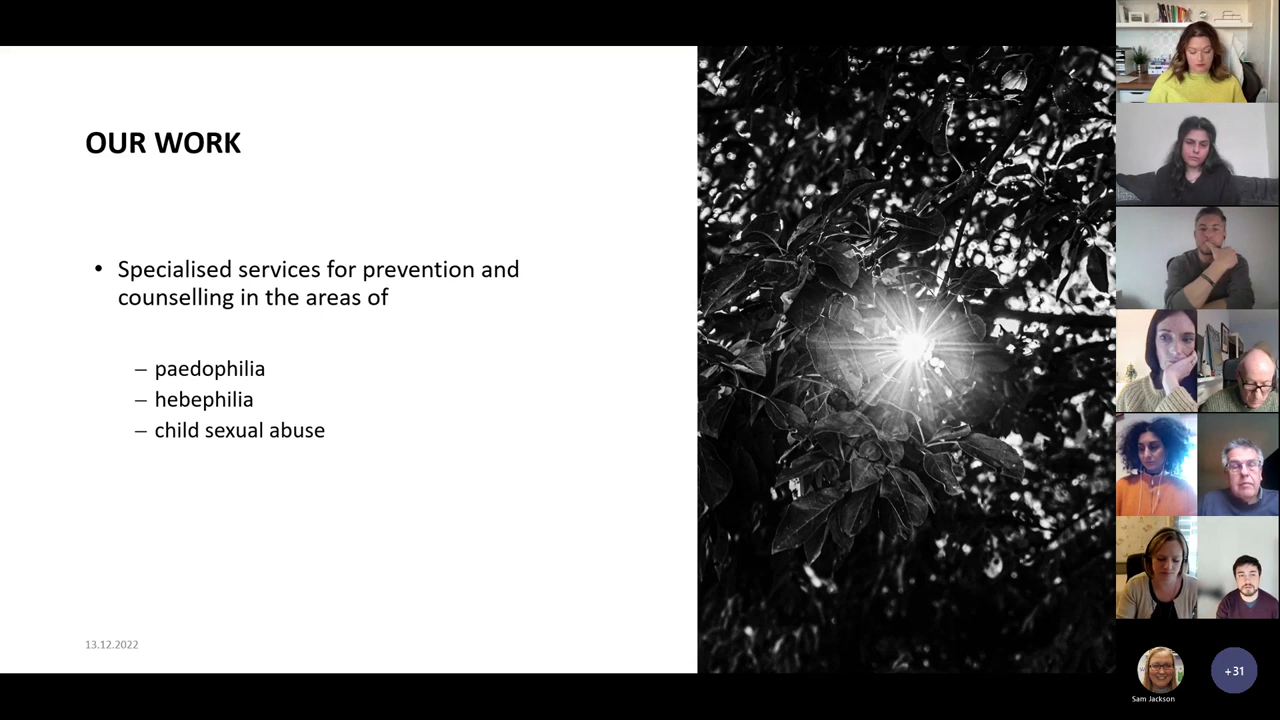 OUR WORK
• Specialised services for prevention and
counselling in the areas of
– paedophilia
– hebephilia
– child sexual abuse
13.12.2022
Sam Jackson
+31